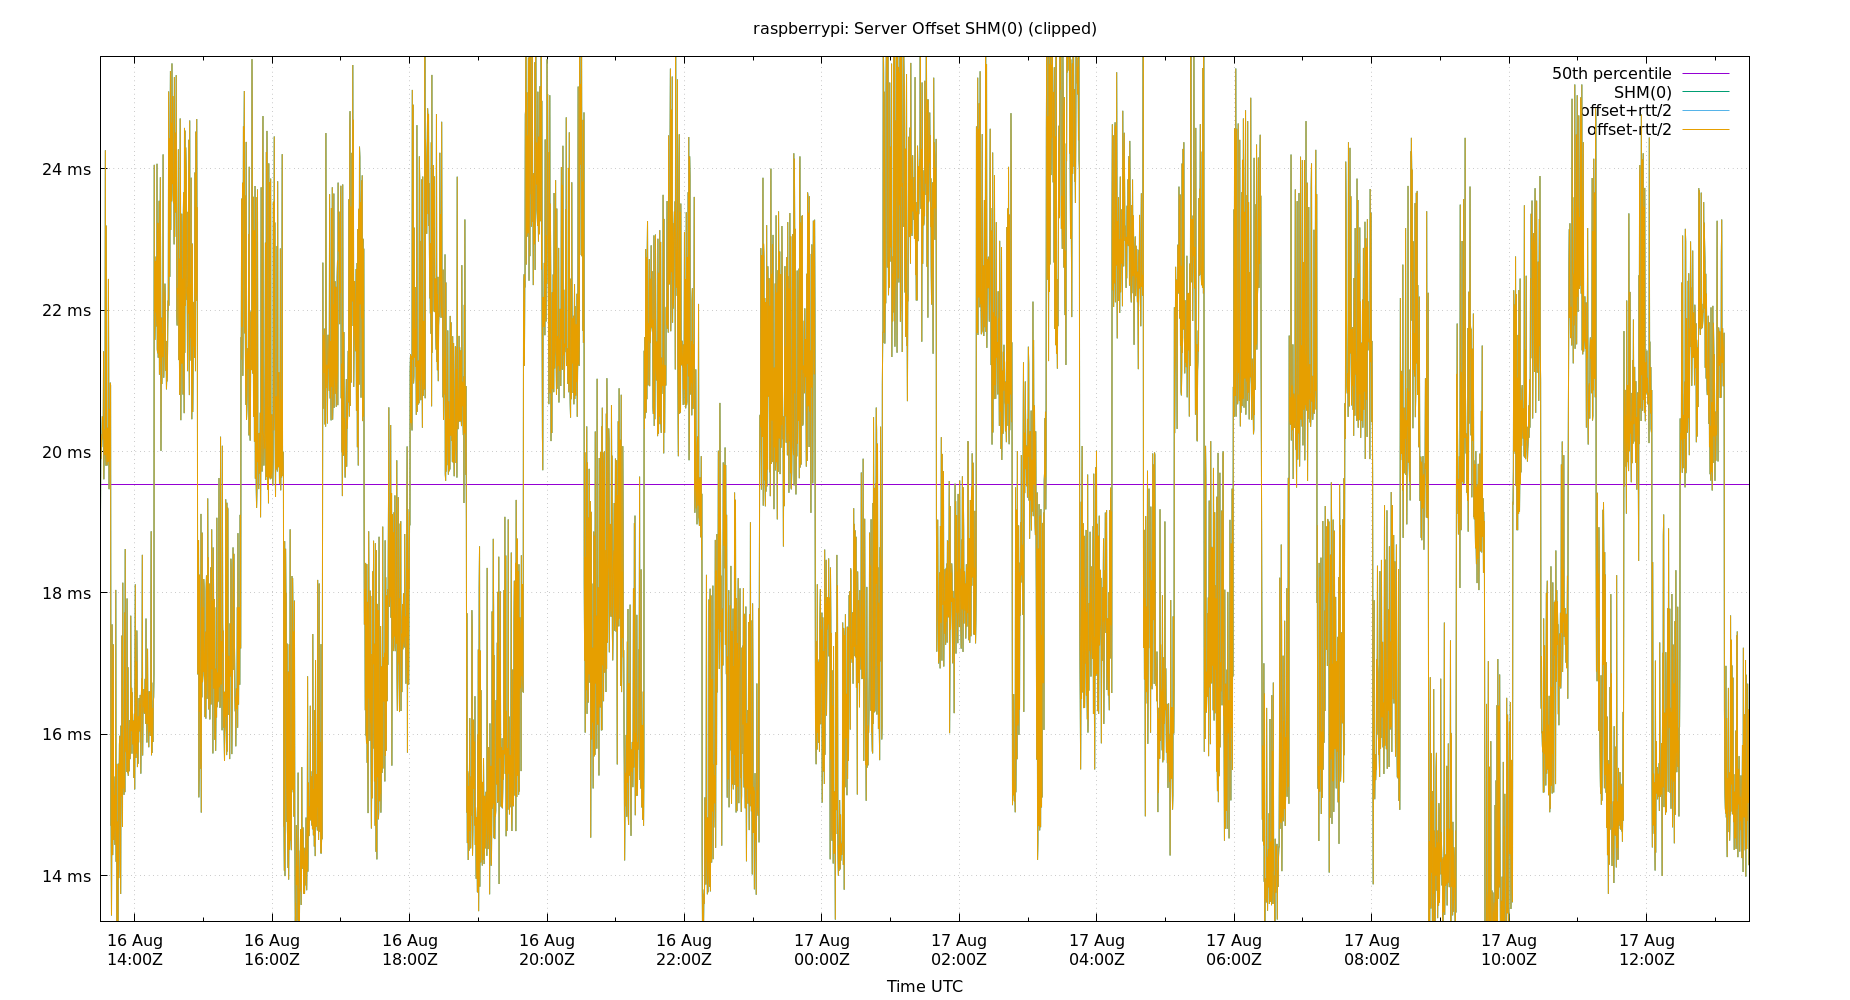 raspberrypi: Server Offset SHM(0) (clipped)
50th percentile
SHM(0)
offset+rtt/2
offset-rtt/2
24 ms
22 ms
20 ms
18 ms
16 ms
14 ms
16 Aug 16 Aug 16 Aug 16 Aug 16 Aug 17 Aug 17 Aug 17 Aug 17 Aug 17 Aug 17 Aug 17 Aug
14:00Z 16:00Z 18:00Z 20:00Z 22:00Z 00:00Z 02:00Z 04:00Z 06:00Z 08:00Z 10:00Z 12:00Z
Time UTC